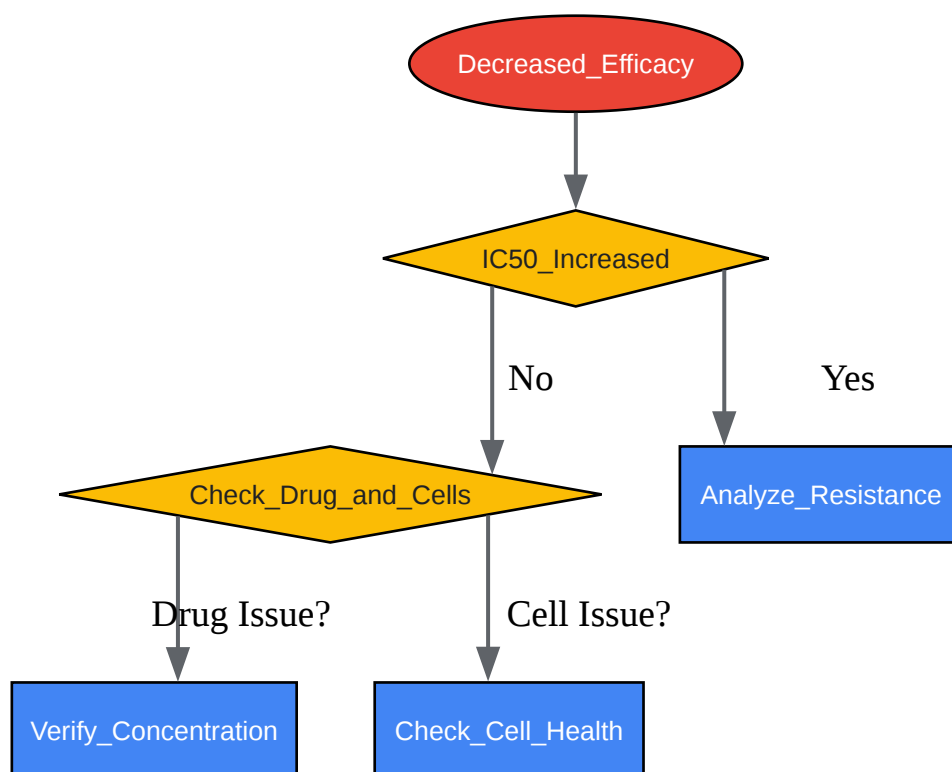 Decreased_Efficacy
IC50_Increased
No
Yes
Check_Drug_and_Cells
Analyze_Resistance
Drug Issue?
Cell Issue?
Verify_Concentration
Check_Cell_Health